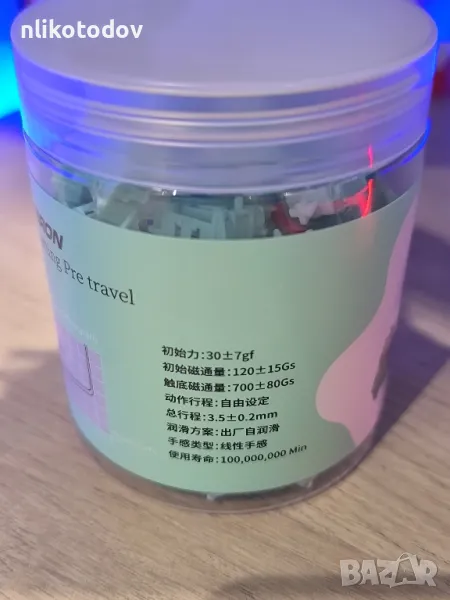 nlikotodov
RON
Pre travel
初始力:30±7gf
初始磁通量:120±15Gs
触底磁通量:700±80Gs
动作行程:自由设定
总行程:3.5±0.2mm
润滑方案:出厂自润滑
手感类型:线性手感
使用寿命:100,000,000 Min
BAZAR